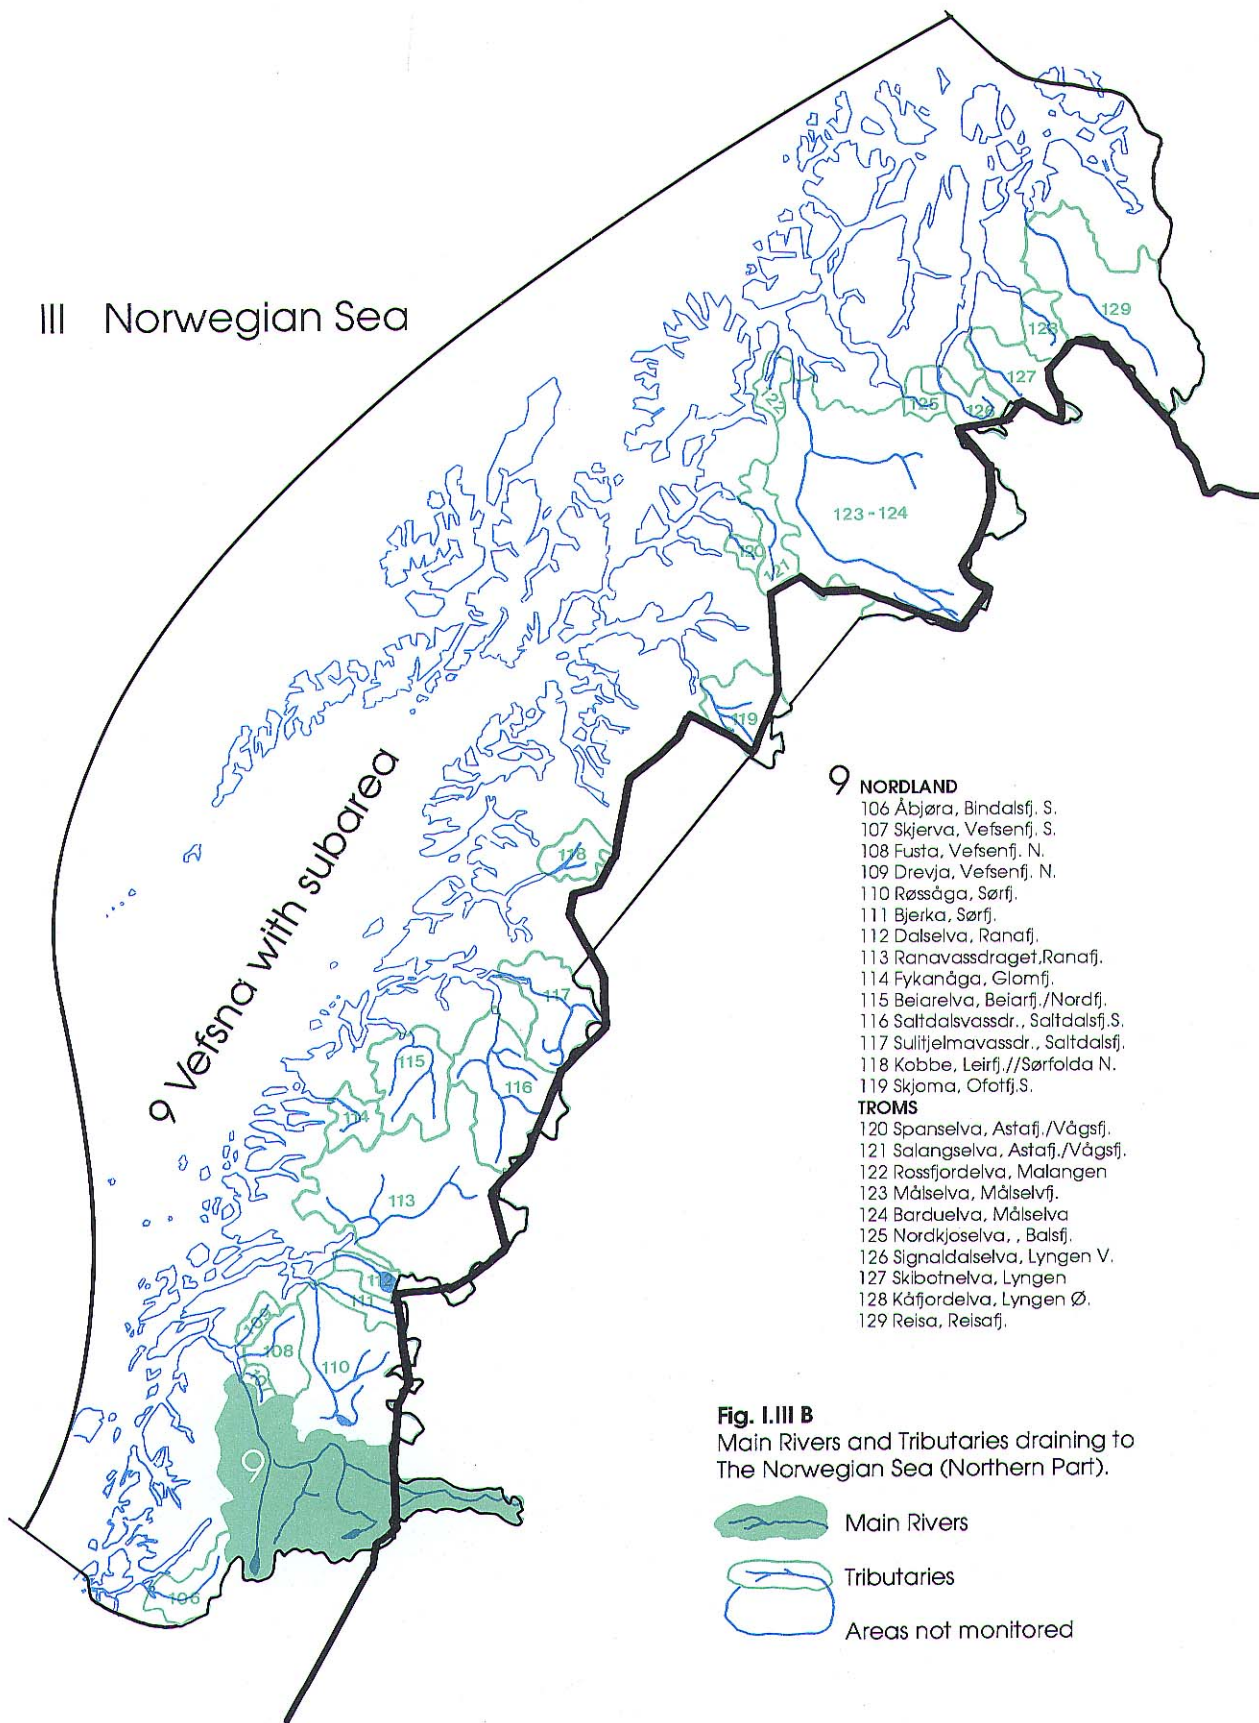 III Norwegian Sea
129
128
127
122
125
126
123-124
120
121
119
9 Vefsna with subarea
118
117
115
116
114
113
112
111
109
108
110
107
9
106
9 NORDLAND
106 Åbjøra, Bindalsfj. S.
107 Skjerva, Vefsenfj. S.
108 Fusta, Vefsenfj. N.
109 Drevja, Vefsenfj. N.
110 Røssåga, Sørfj.
111 Bjerka, Sørfj.
112 Dalselva, Ranafj.
113 Ranavassdraget,Ranafj.
114 Fykanåga, Glomfj.
115 Beiarelva, Beiarfj./Nordfj.
116 Saltdalsvassdr., Saltdalsfj.S.
117 Sulitjelmavassdr., Saltdalsfj.
118 Kobbe, Leirfj.//Sørfolda N.
119 Skjoma, Ofotfj.S.
TROMS
120 Spanselva, Astafj./Vågsfj.
121 Salangselva, Astafj./Vågsfj.
122 Rossfjordelva, Malangen
123 Målselva, Målselvfj.
124 Barduelva, Målselva
125 Nordkjoselva, , Balsfj.
126 Signaldalselva, Lyngen V.
127 Skibotnelva, Lyngen
128 Kåfjordelva, Lyngen Ø.
129 Reisa, Reisafj.
Fig. I.III B
Main Rivers and Tributaries draining to
The Norwegian Sea (Northern Part).
Main Rivers
Tributaries
Areas not monitored